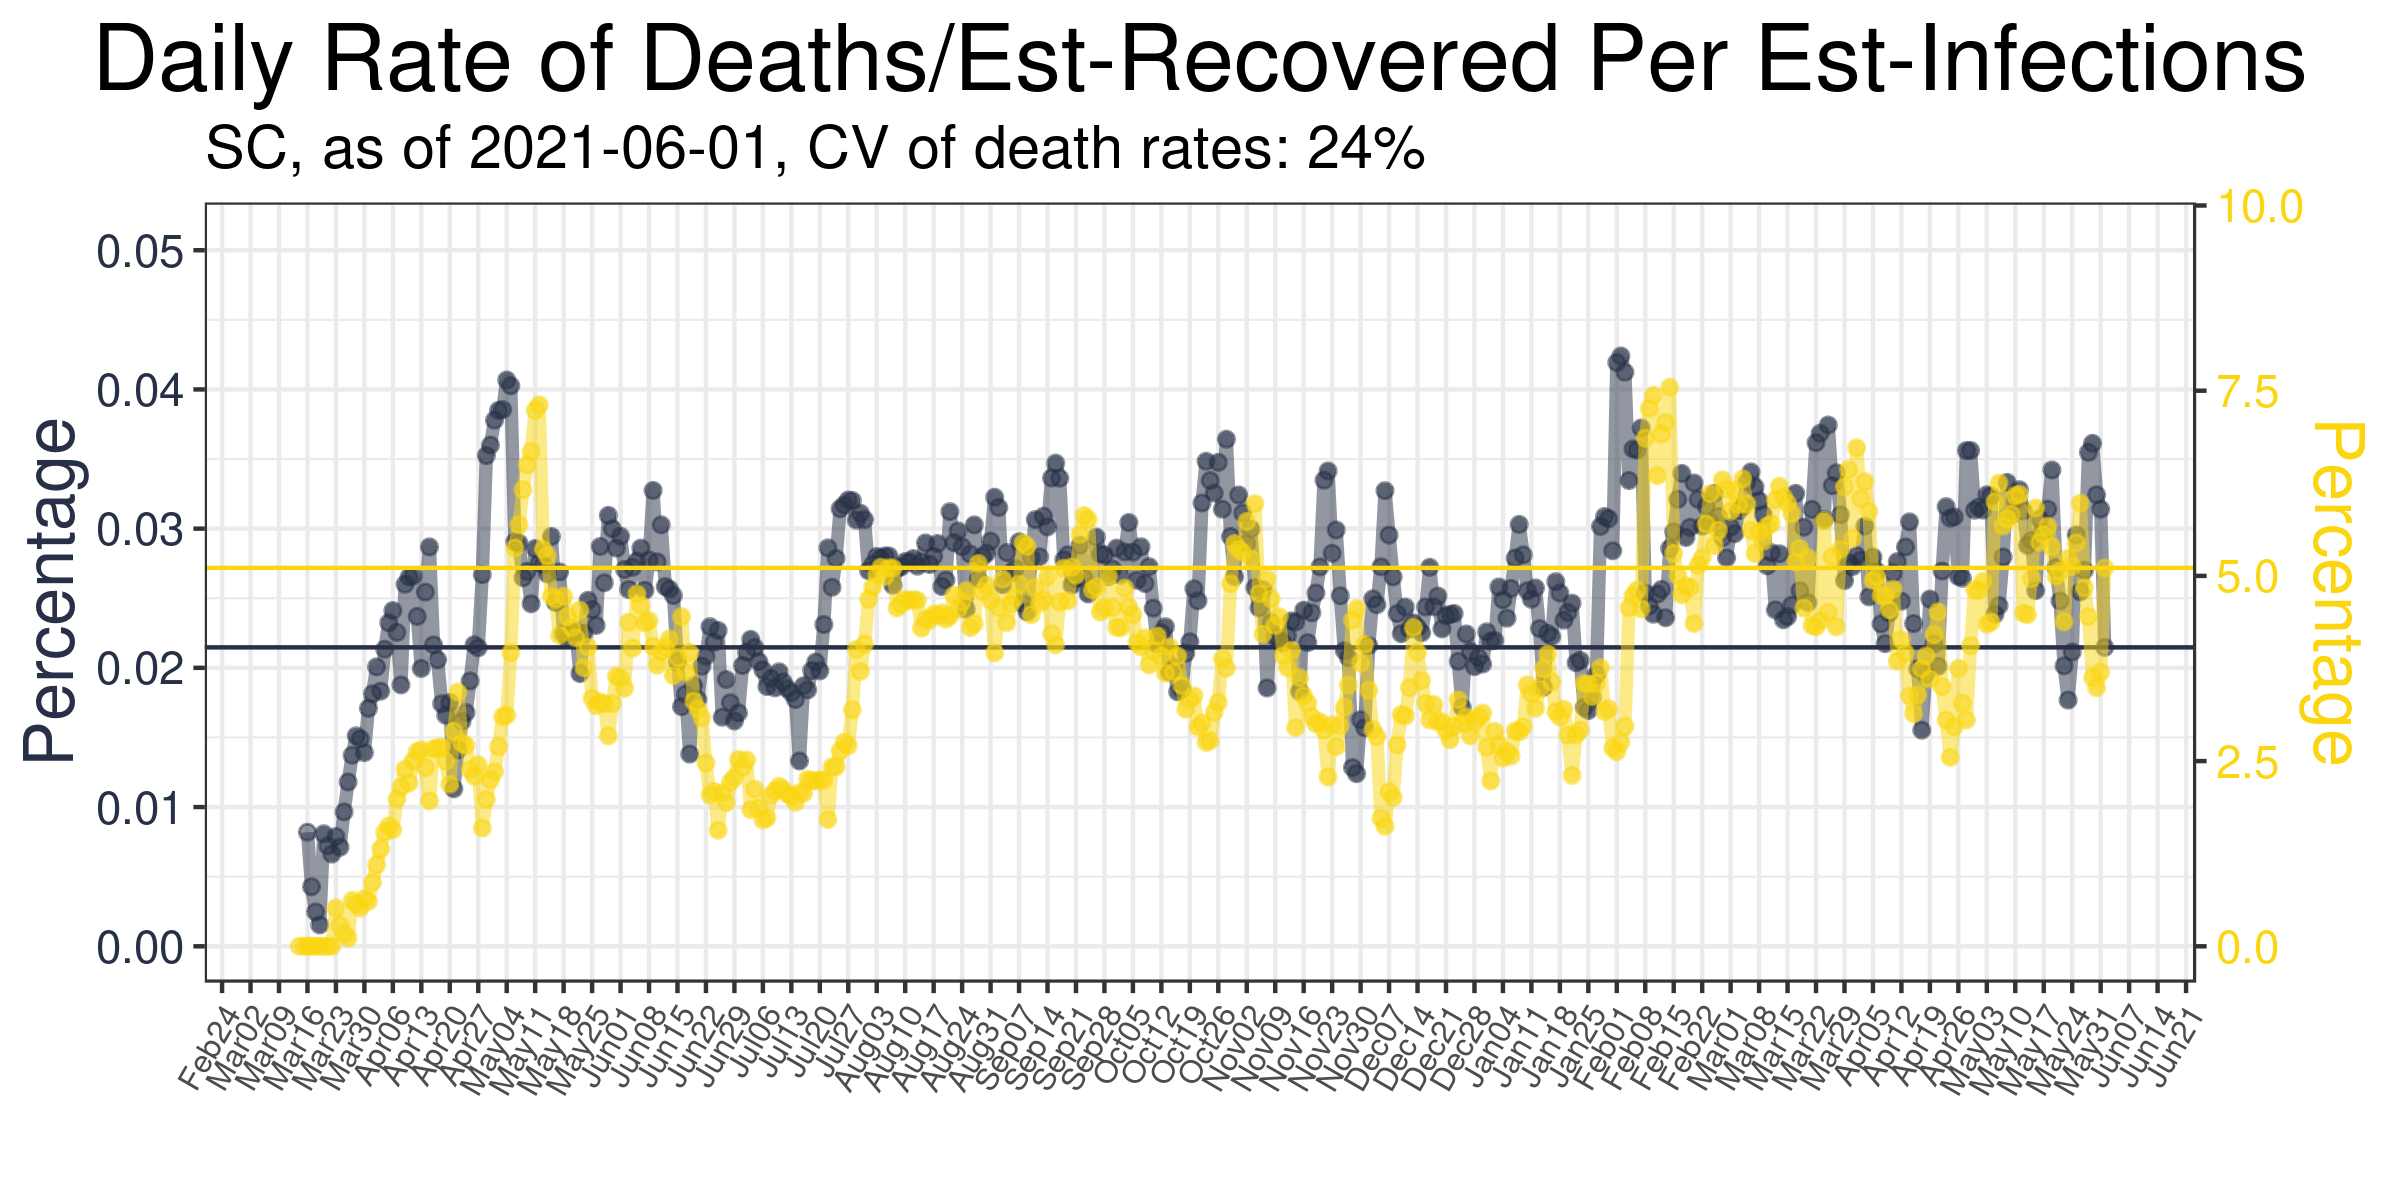 Daily Rate of Deaths/Est-Recovered Per Est-Infections
SC, as of 2021-06-01, CV of death rates: 24%
Percentage
0.05
0.04
0.03
0.02
0.01
0.00
10.0
7.5
5.0
2.5
0.0
Percentage
Feb24
Mar02
Mar09
Mar16
Mar23
Mar30
Apr06
Apr13
Apr20
Apr27
May04
May11
May18
May25
Jun01
Jun08
Jun15
Jun22
Jun29
Jul06
Jul13
Jul20
Jul27
Aug03
Aug10
Aug17
Aug24
Aug31
Sep07
Sep14
Sep21
Sep28
Oct05
Oct12
Oct19
Oct26
Nov02
Nov09
Nov16
Nov23
Nov30
Dec07
Dec14
Dec21
Dec28
Jan04
Jan11
Jan18
Jan25
Feb01
Feb08
Feb15
Feb22
Mar01
Mar08
Mar15
Mar22
Mar29
Apr05
Apr12
Apr19
Apr26
May03
May10
May17
May24
May31
Jun07
Jun14
Jun21